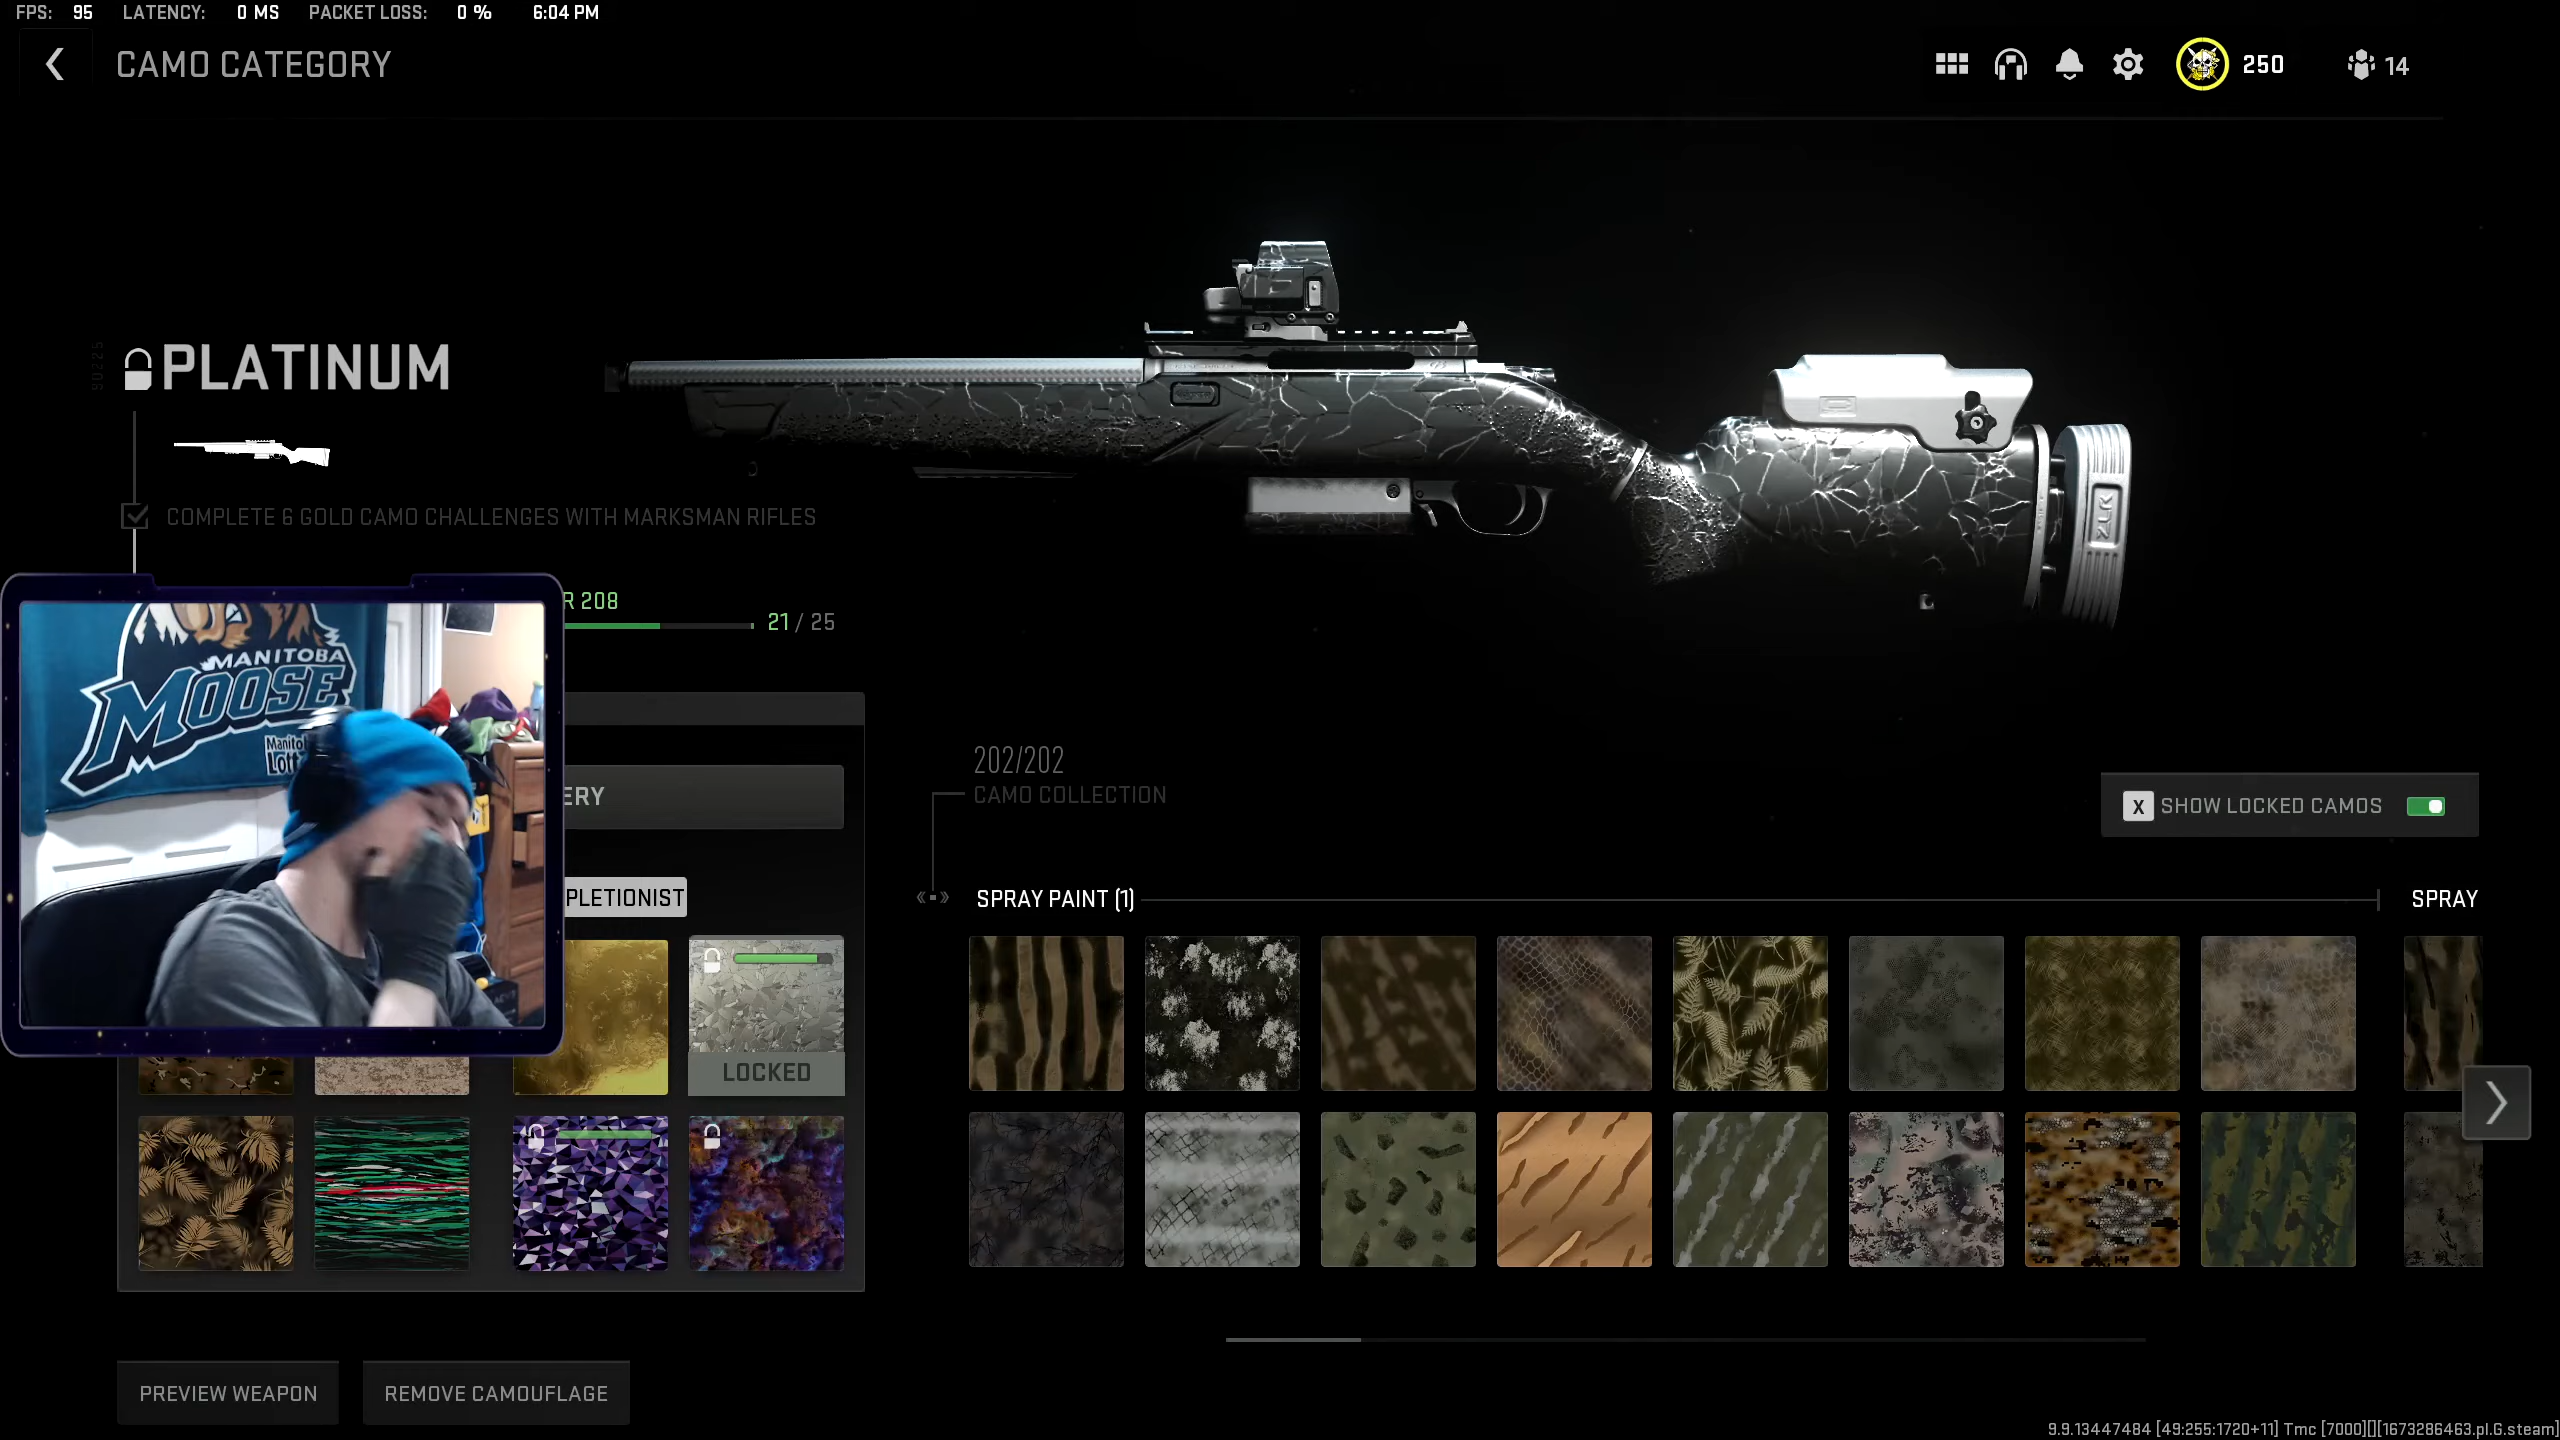 FPS: 95 LATENCY: 0 MS PACKET LOSS: 0 % 6:04 PM
CAMO CATEGORY
250
14
PLATINUM
COMPLETE 6 GOLD CAMO CHALLENGES WITH MARKSMAN RIFLES
R 208
21 / 25
MANITOBA
MOOSE
ERY
202/202
CAMO COLLECTION
X SHOW LOCKED CAMOS
PLETIONIST
SPRAY PAINT (1)
SPRAY
LOCKED
PREVIEW WEAPON
REMOVE CAMOUFLAGE
9.9.13447484 [49:255:1720+11] Tmc [7000][][1673286463.pl.G.steam]